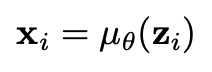 𝐱ᵢ = μ_θ(𝐳ᵢ)